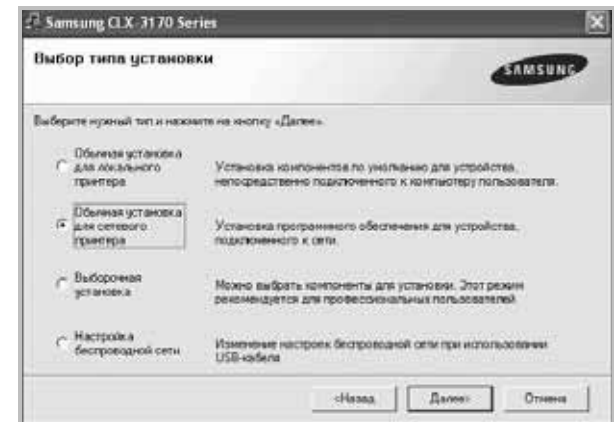 Samsung CLX-3170 Series
Выбор типа установки
SAMSUNG
Выберите нужный тип и нажмите на кнопку «Далее».
Обычная установка
для локального
принтера
Установка компонентов по умолчанию для устройства,
непосредственно подключенного к компьютеру пользователя.
Обычная установка
для сетевого
принтера
Установка программного обеспечения для устройства,
подключенного к сети.
Выборочная
установка
Можно выбрать компоненты для установки. Этот режим
рекомендуется для профессиональных пользователей.
Настройка
беспроводной сети
Изменение настроек беспроводной сети при использовании
USB-кабеля
<Назад
Далее>
Отмена